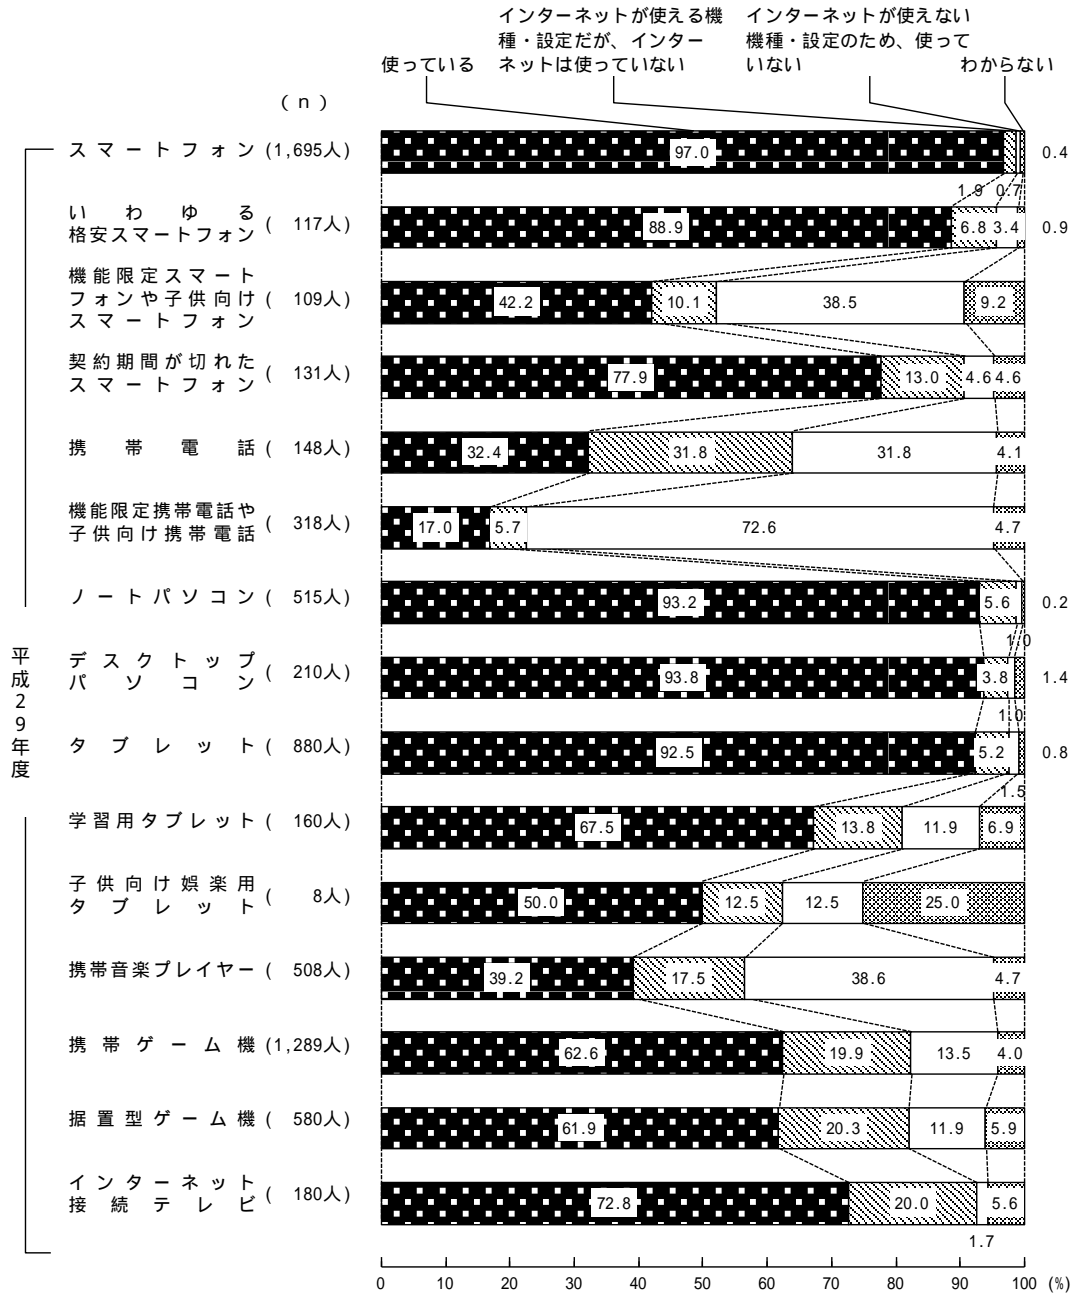 インターネットが使える機
種・設定だが、インター
ネットは使っていない
インターネットが使えない
機種・設定のため、使って
いない
使っている
わからない
(n)
スマートフォン (1,695人) 97.0 0.4
1.9 0.7
いわゆる
格安スマートフォン ( 117人) 88.9 6.8 3.4 0.9
機能限定スマート
フォンや子供向け
スマートフォン ( 109人) 42.2 10.1 38.5 9.2
契約期間が切れた
スマートフォン ( 131人) 77.9 13.0 4.6 4.6
携帯電話 ( 148人) 32.4 31.8 31.8 4.1
機能限定携帯電話や
子供向け携帯電話 ( 318人) 17.0 5.7 72.6 4.7
ノートパソコン ( 515人) 93.2 5.6 0.2
1.0
デスクトップ
パソコン ( 210人) 93.8 3.8 1.4
1.0
タブレット ( 880人) 92.5 5.2 0.8
1.5
学習用タブレット ( 160人) 67.5 13.8 11.9 6.9
子供向け娯楽用
タブレット ( 8人) 50.0 12.5 12.5 25.0
携帯音楽プレイヤー ( 508人) 39.2 17.5 38.6 4.7
携帯ゲーム機 (1,289人) 62.6 19.9 13.5 4.0
据置型ゲーム機 ( 580人) 61.9 20.3 11.9 5.9
インターネット
接続テレビ ( 180人) 72.8 20.0 5.6
1.7
平成29年度
0 10 20 30 40 50 60 70 80 90 100 (%)